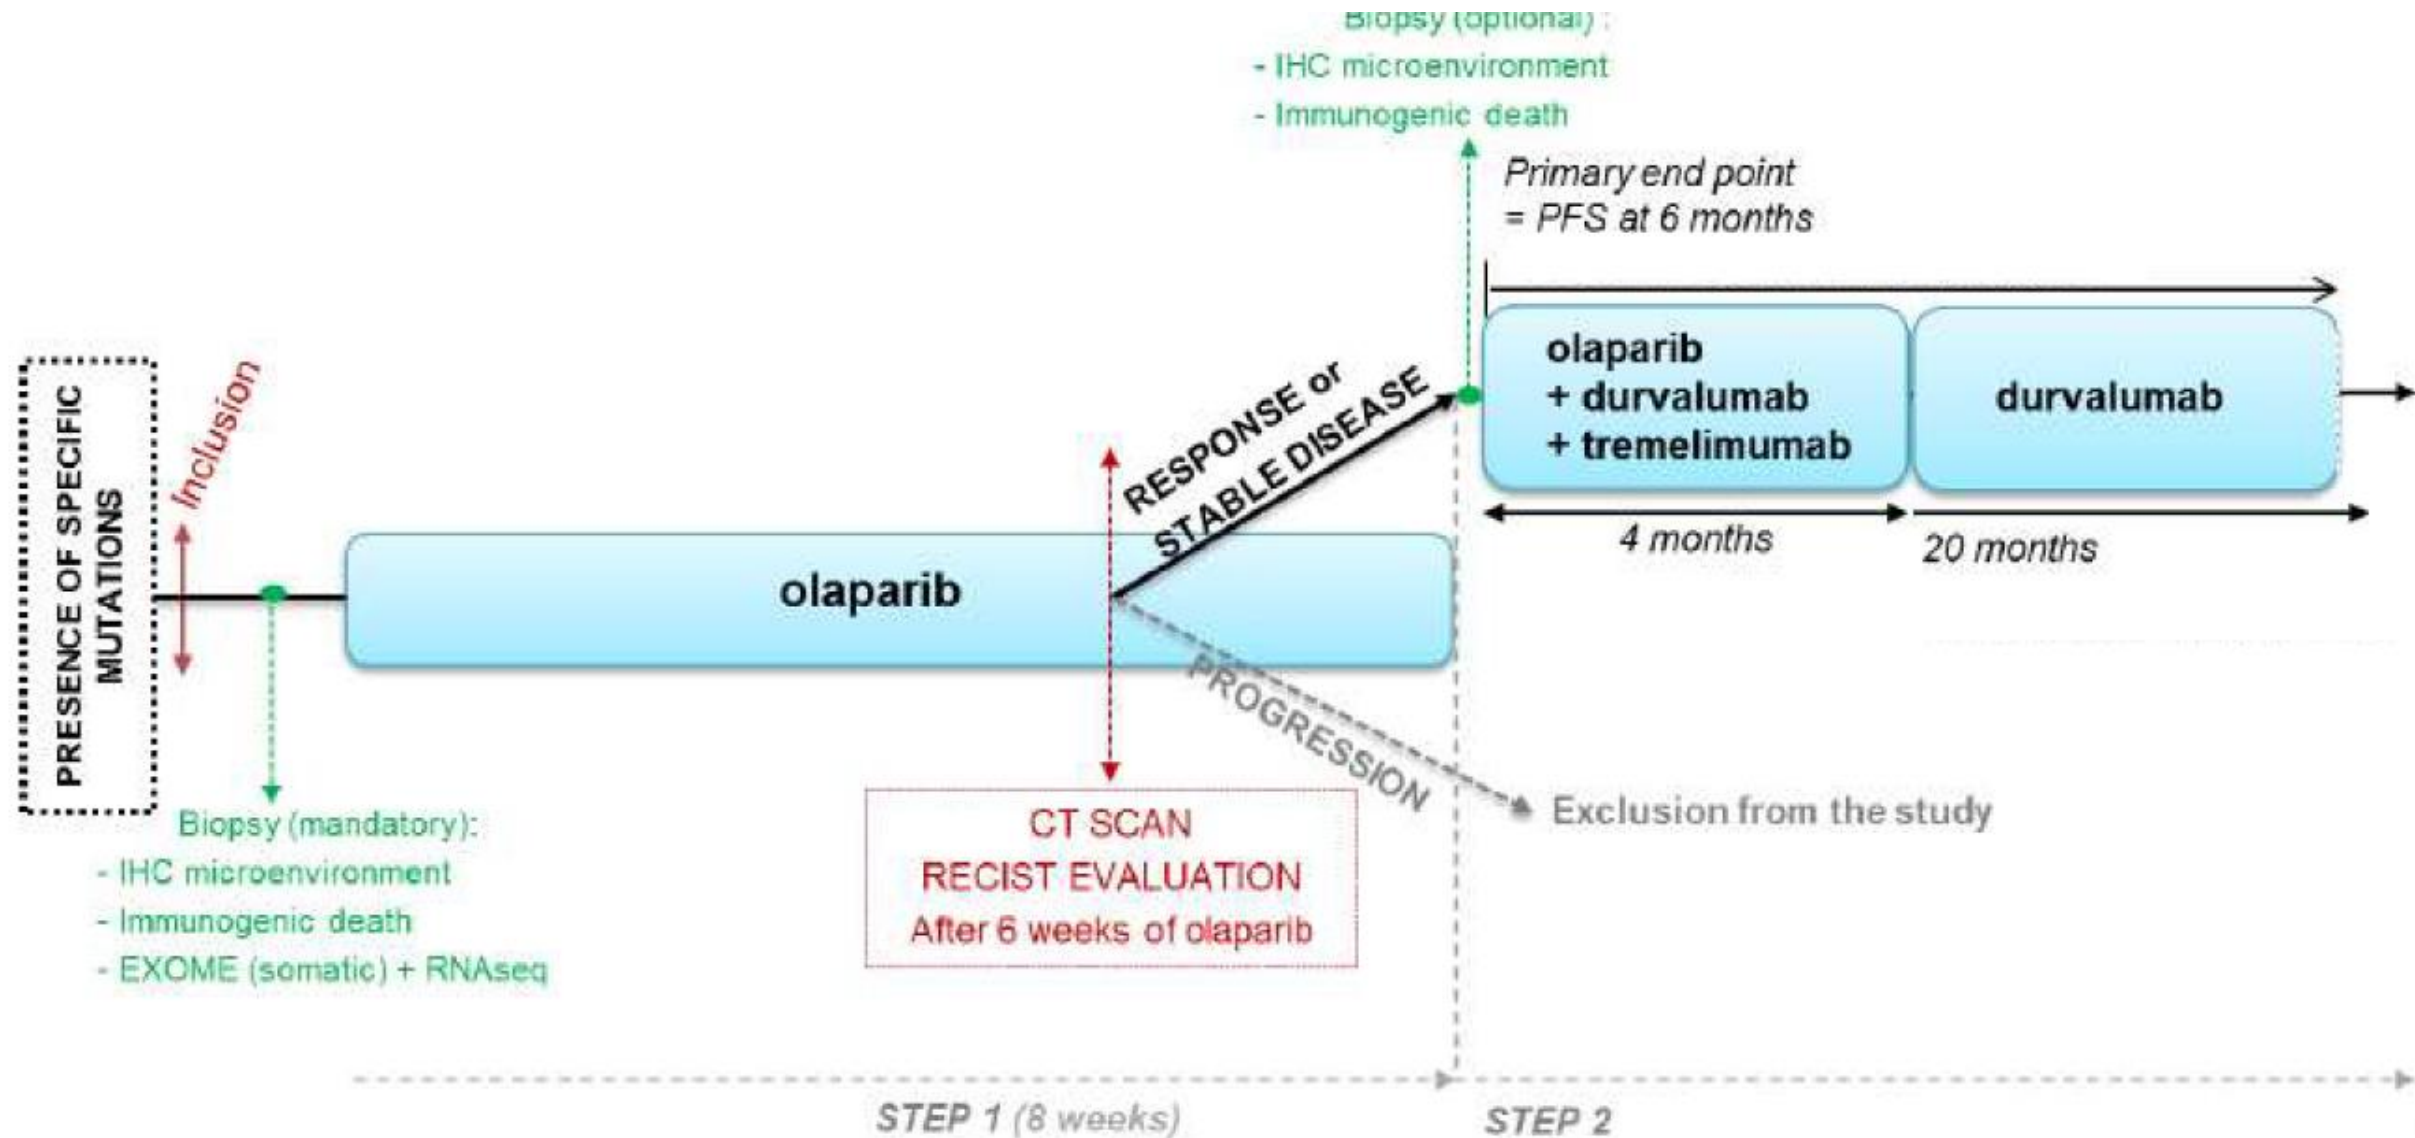 Biopsy (optional) :
- IHC microenvironment
- Immunogenic death
Primary end point
= PFS at 6 months
PRESENCE OF SPECIFIC
MUTATIONS
Inclusion
RESPONSE or
STABLE DISEASE
olaparib
+ durvalumab
+ tremelimumab
durvalumab
4 months
20 months
olaparib
PROGRESSION
Exclusion from the study
Biopsy (mandatory):
- IHC microenvironment
- Immunogenic death
- EXOME (somatic) + RNAseq
CT SCAN
RECIST EVALUATION
After 6 weeks of olaparib
STEP 1 (8 weeks)
STEP 2